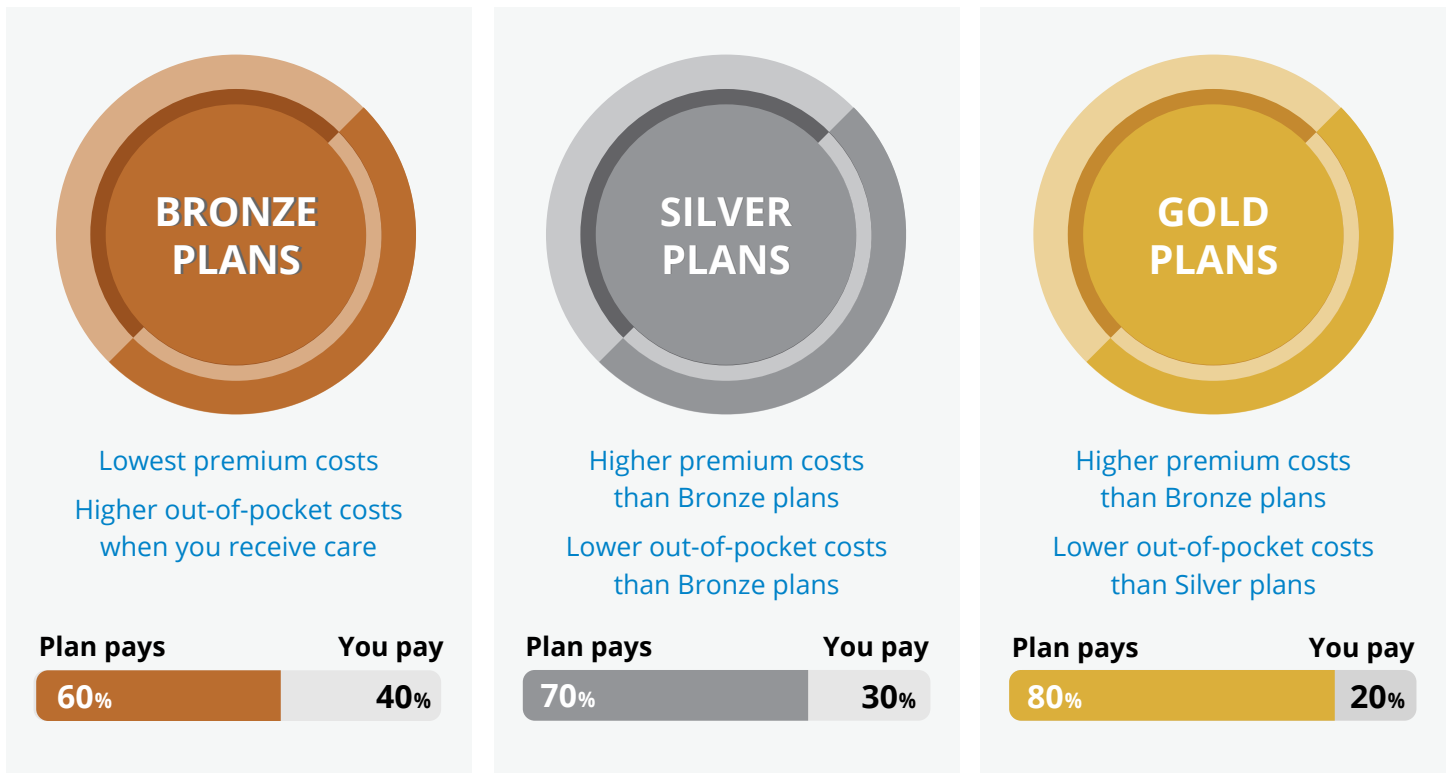 BRONZE
PLANS
Lowest premium costs
Higher out-of-pocket costs
when you receive care
Plan pays You pay
60% 40%
SILVER
PLANS
Higher premium costs
than Bronze plans
Lower out-of-pocket costs
than Bronze plans
Plan pays You pay
70% 30%
GOLD
PLANS
Higher premium costs
than Bronze plans
Lower out-of-pocket costs
than Silver plans
Plan pays You pay
80% 20%